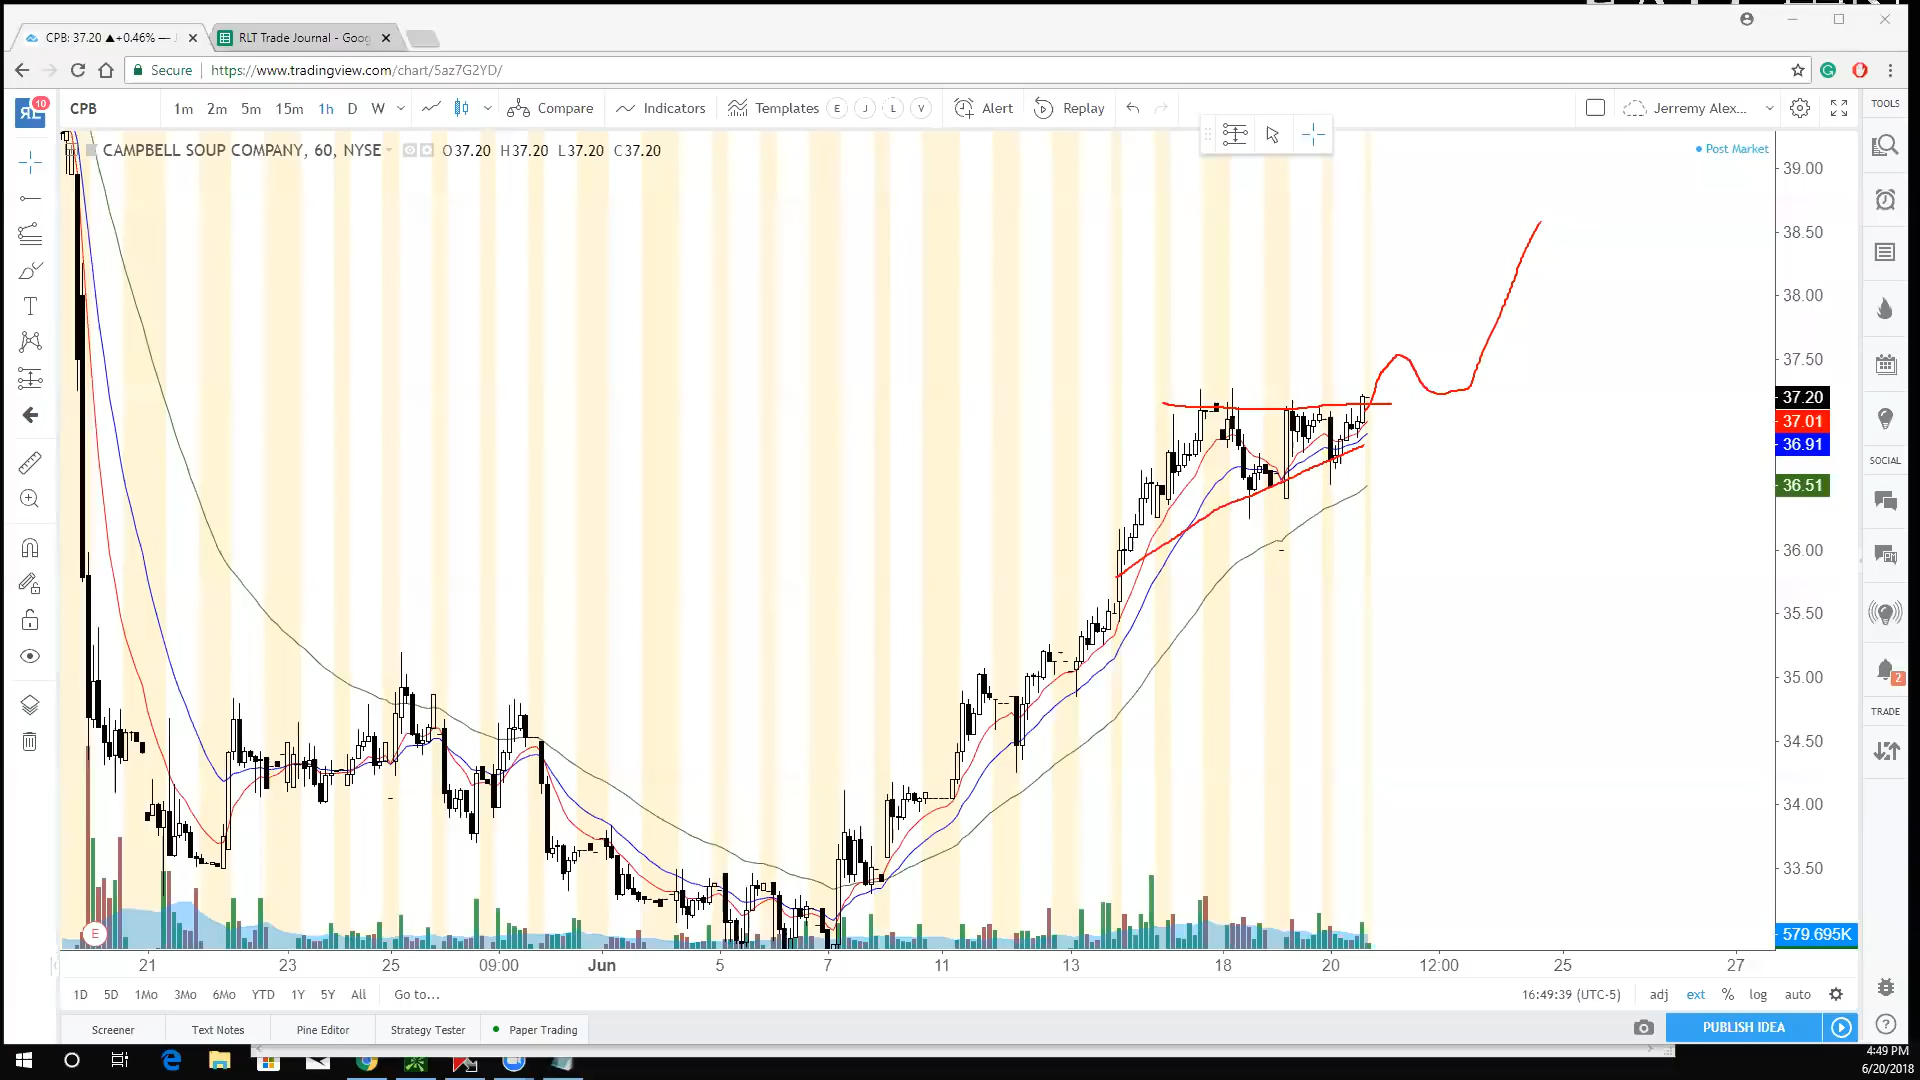 CPB: 37.20 ▲+0.46% —
RLT Trade Journal - Goog
Secure
https://www.tradingview.com/chart/5az7G2YD/
10
CPB
1m 2m 5m 15m 1h D W
Compare
Indicators
Templates E J L V
Alert
Replay
Jerremy Alex...
TOOLS
CAMPBELL SOUP COMPANY, 60, NYSE
O37.20 H37.20 L37.20 C37.20
Post Market
39.00
38.50
38.00
37.50
37.20
37.01
36.91
36.51
36.00
35.50
35.00
34.50
34.00
33.50
579.695K
SOCIAL
2
TRADE
E
21 23 25 09:00 Jun 5 7 11 13 18 20 12:00 25 27
1D 5D 1Mo 3Mo 6Mo YTD 1Y 5Y All Go to...
16:49:39 (UTC-5) adj ext % log auto
Screener Text Notes Pine Editor Strategy Tester Paper Trading
PUBLISH IDEA
4:49 PM
6/20/2018